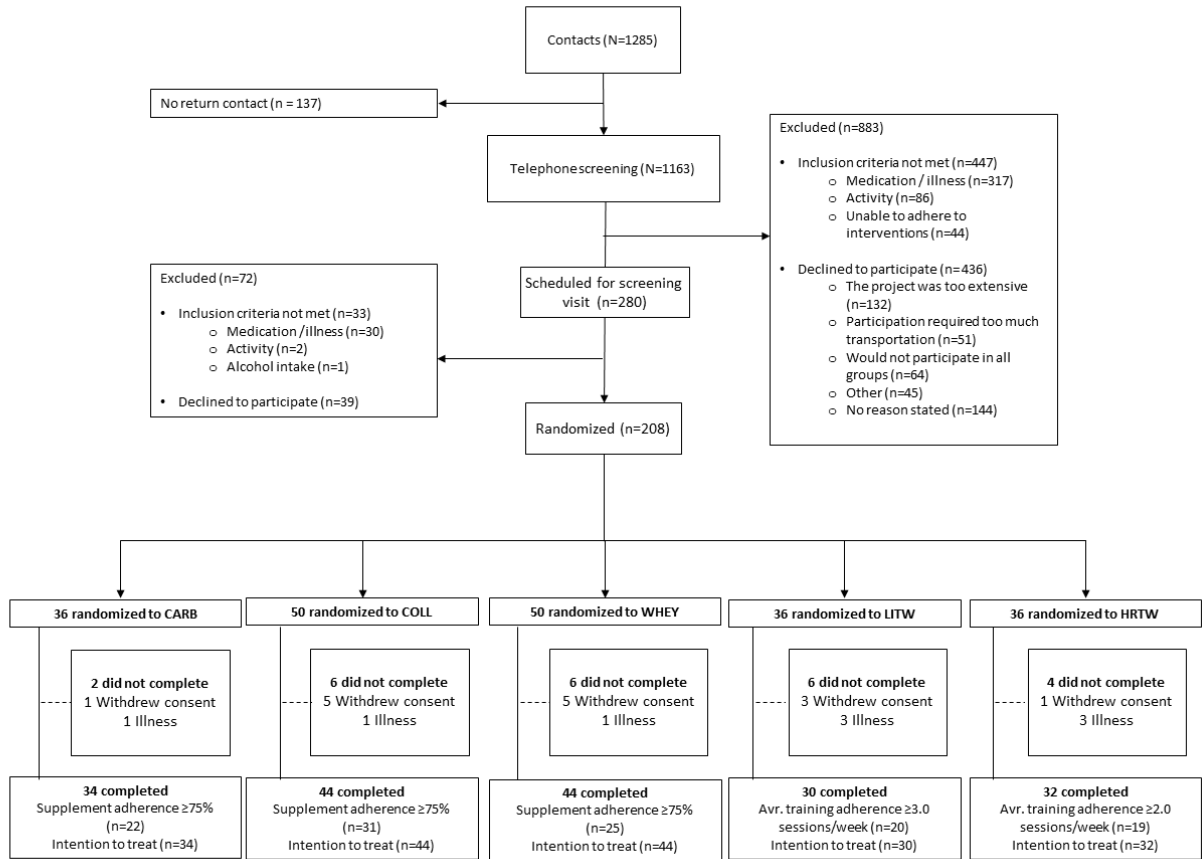 Contacts (N=1285)
No return contact (n = 137)
Telephone screening (N=1163)
Excluded (n=883)
• Inclusion criteria not met (n=447)
o Medication / illness (n=317)
o Activity (n=86)
o Unable to adhere to
interventions (n=44)
• Declined to participate (n=436)
o The project was too extensive
(n=132)
o Participation required too much
transportation (n=51)
o Would not participate in all
groups (n=64)
o Other (n=45)
o No reason stated (n=144)
Scheduled for screening
visit (n=280)
Excluded (n=72)
• Inclusion criteria not met (n=33)
o Medication /illness (n=30)
o Activity (n=2)
o Alcohol intake (n=1)
• Declined to participate (n=39)
Randomized (n=208)
36 randomized to CARB
2 did not complete
1 Withdrew consent
1 Illness
34 completed
Supplement adherence ≥75%
(n=22)
Intention to treat (n=34)
50 randomized to COLL
6 did not complete
5 Withdrew consent
1 Illness
44 completed
Supplement adherence ≥75%
(n=31)
Intention to treat (n=44)
50 randomized to WHEY
6 did not complete
5 Withdrew consent
1 Illness
44 completed
Supplement adherence ≥75%
(n=25)
Intention to treat (n=44)
36 randomized to LITW
6 did not complete
3 Withdrew consent
3 Illness
30 completed
Avr. training adherence ≥3.0
sessions/week (n=20)
Intention to treat (n=30)
36 randomized to HRTW
4 did not complete
1 Withdrew consent
3 Illness
32 completed
Avr. training adherence ≥2.0
sessions/week (n=19)
Intention to treat (n=32)